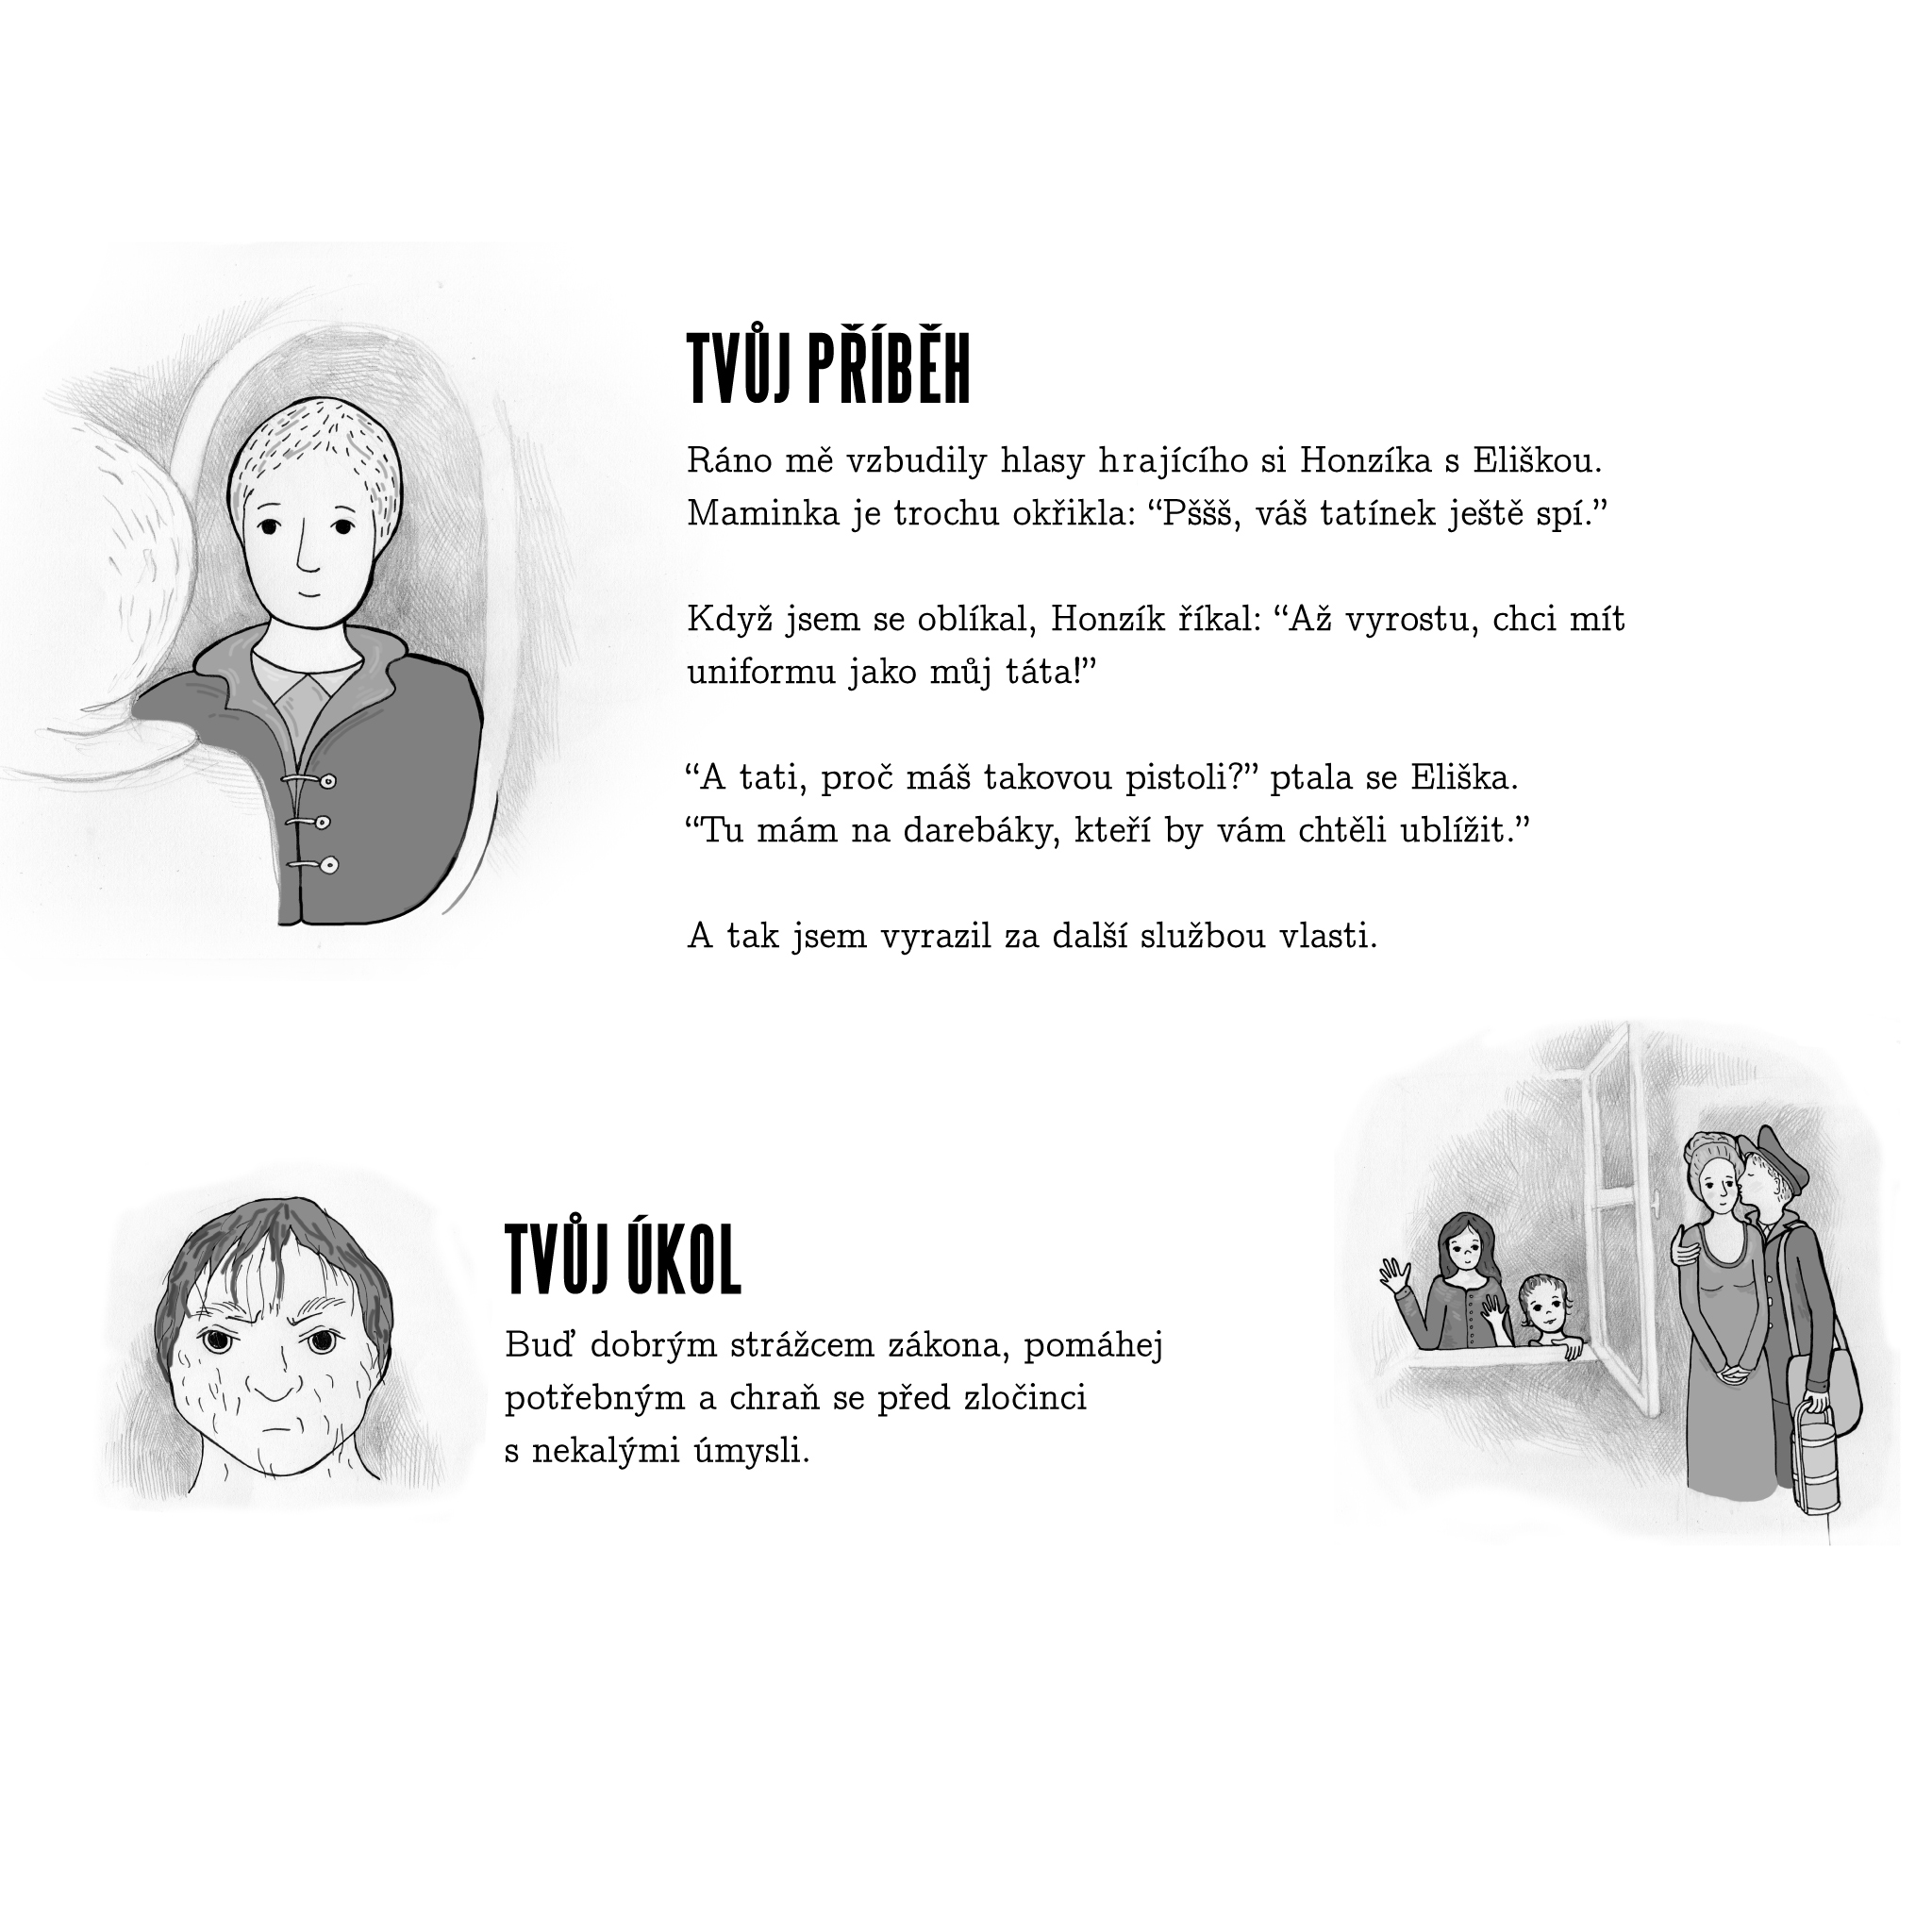 TVŮJ PŘÍBĚH
Ráno mě vzbudily hlasy hrajícího si Honzíka s Eliškou.
Maminka je trochu okřikla: “Pššš, váš tatínek ještě spí.”
Když jsem se oblíkal, Honzík říkal: “Až vyrostu, chci mít
uniformu jako můj táta!”
“A tati, proč máš takovou pistoli?” ptala se Eliška.
“Tu mám na darebáky, kteří by vám chtěli ublížit.”
A tak jsem vyrazil za další službou vlasti.
TVŮJ ÚKOL
Buď dobrým strážcem zákona, pomáhej
potřebným a chraň se před zločinci
s nekalými úmysli.